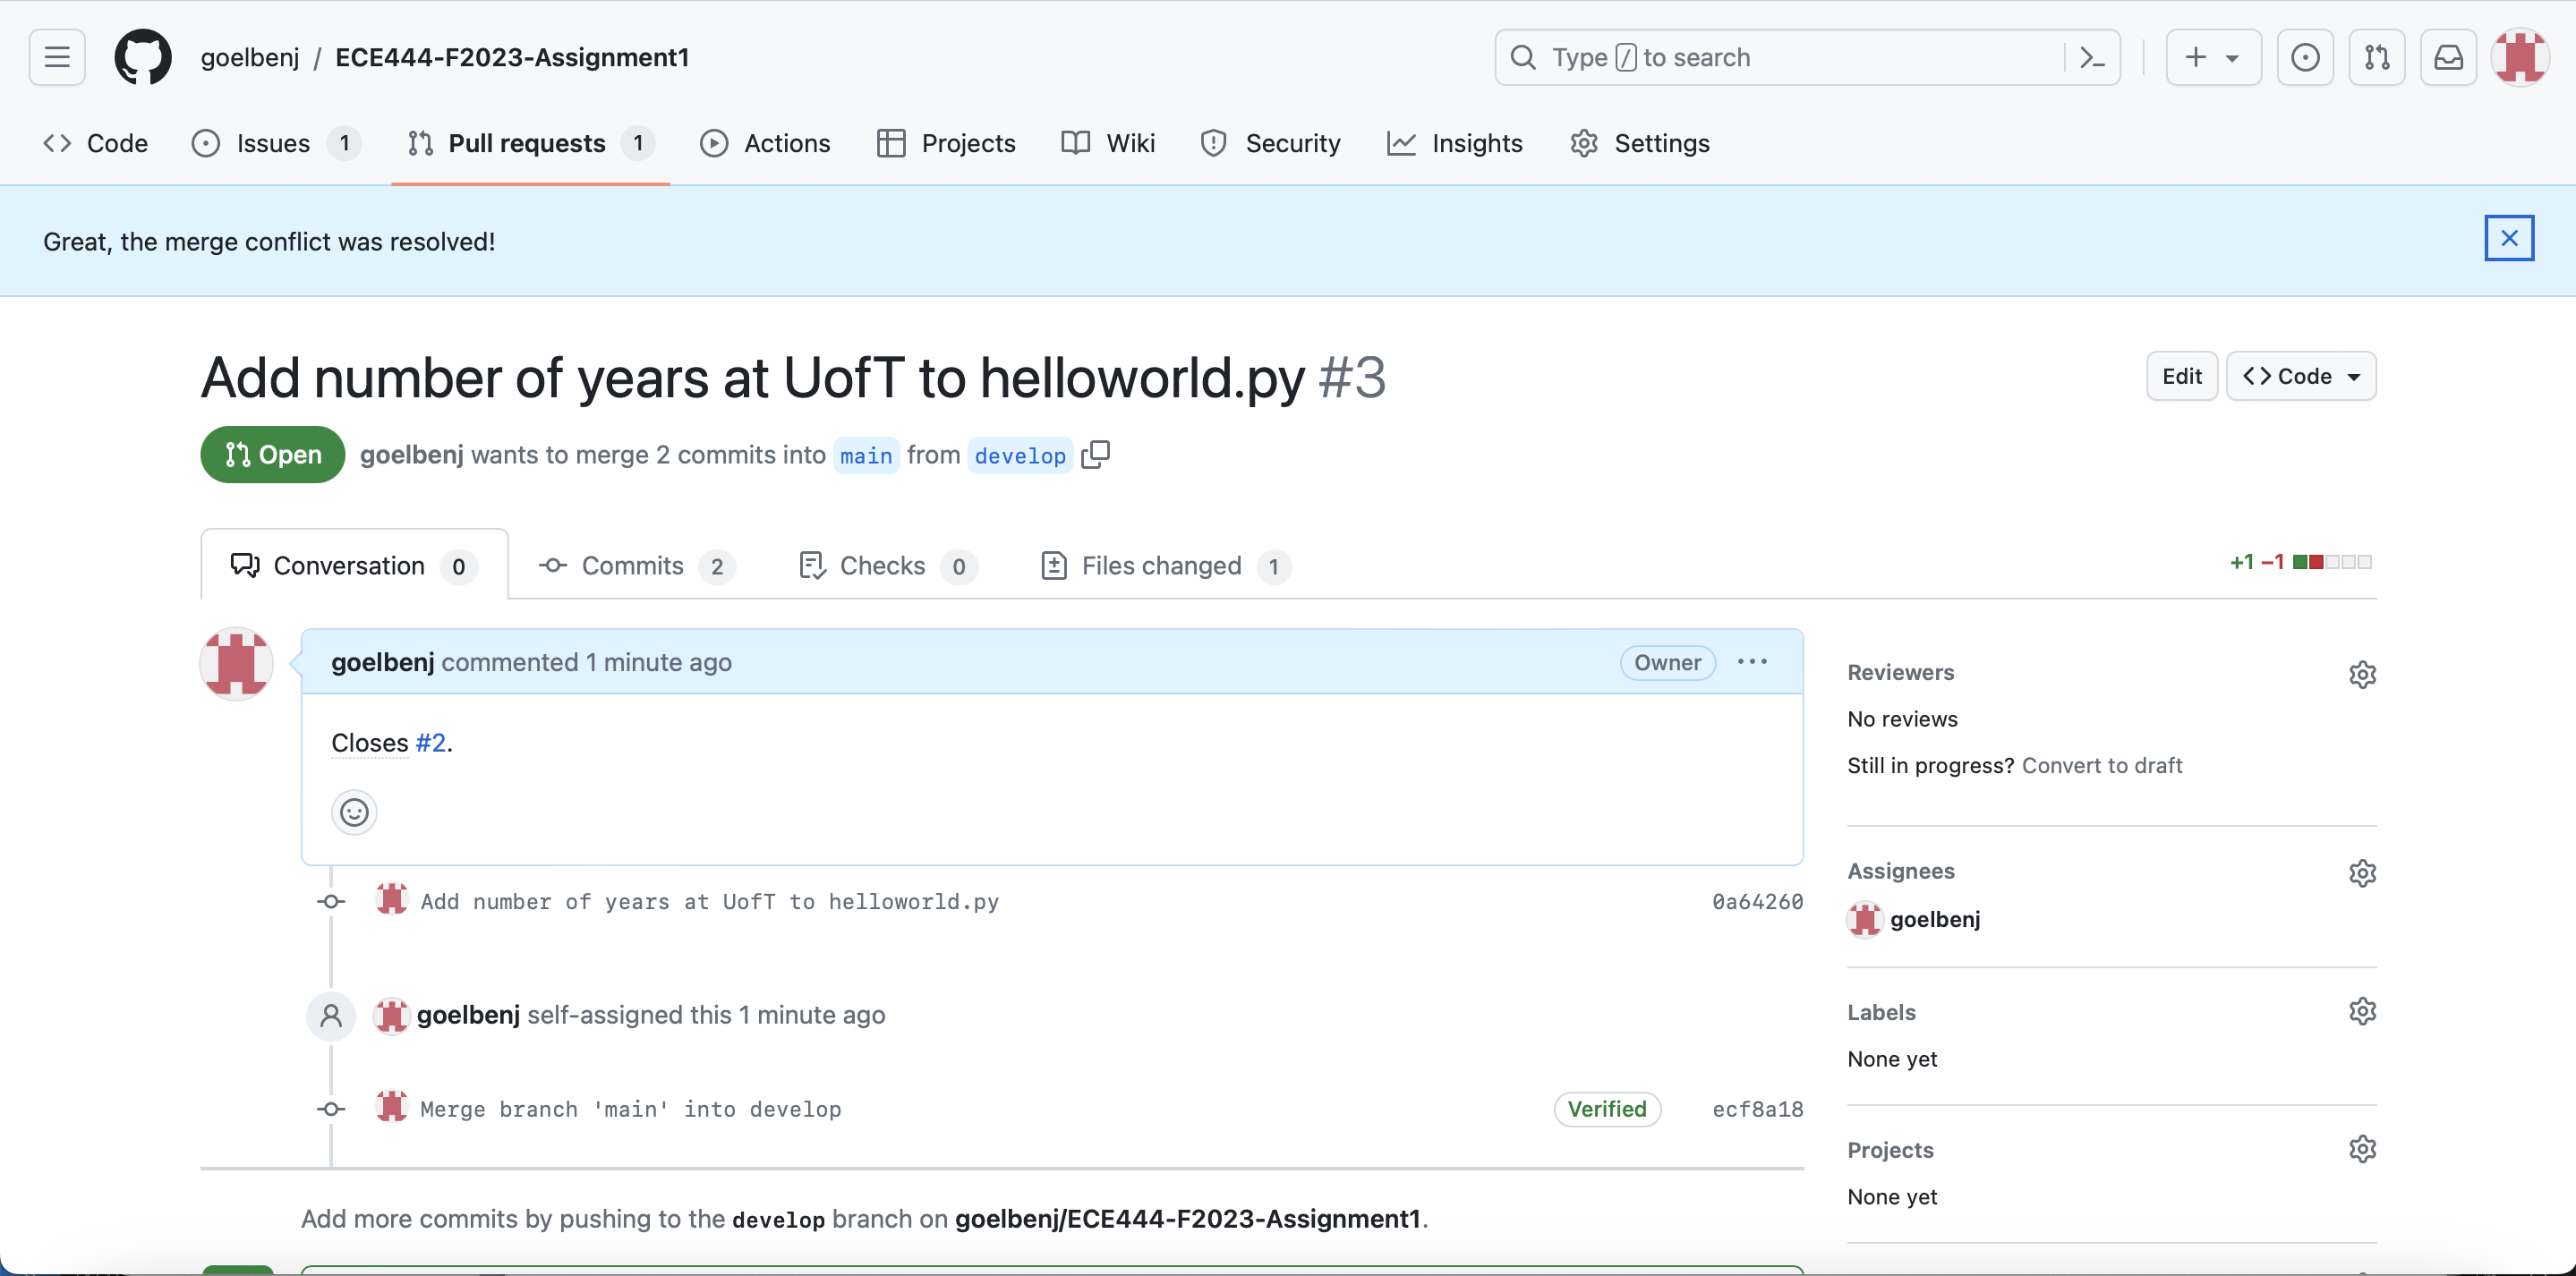 goelbenj / ECE444-F2023-Assignment1
Type / to search
Code
Issues 1
Pull requests 1
Actions
Projects
Wiki
Security
Insights
Settings
Great, the merge conflict was resolved!
Add number of years at UofT to helloworld.py #3
Edit
Code
Open
goelbenj wants to merge 2 commits into main from develop
Conversation 0
Commits 2
Checks 0
Files changed 1
+1 −1
goelbenj commented 1 minute ago
Owner
Closes #2.
Add number of years at UofT to helloworld.py
0a64260
goelbenj self-assigned this 1 minute ago
Merge branch 'main' into develop
Verified
ecf8a18
Add more commits by pushing to the develop branch on goelbenj/ECE444-F2023-Assignment1.
Reviewers
No reviews
Still in progress? Convert to draft
Assignees
goelbenj
Labels
None yet
Projects
None yet